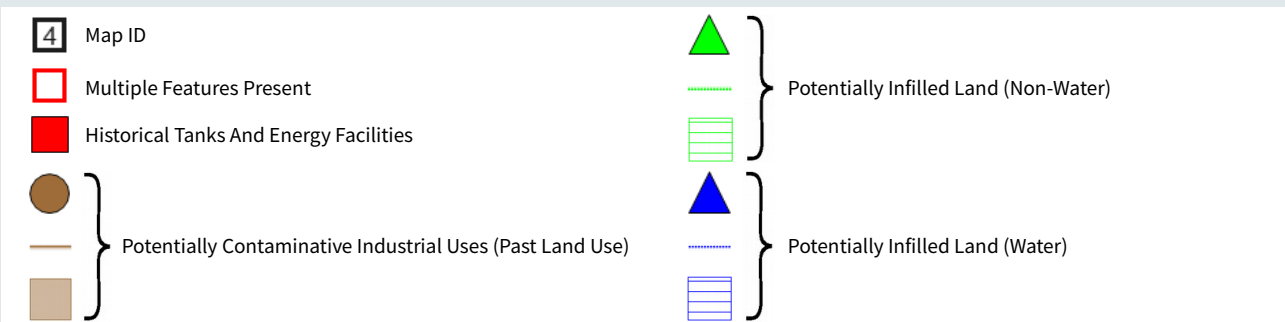 4 Map ID
Multiple Features Present
Historical Tanks And Energy Facilities
Potentially Contaminative Industrial Uses (Past Land Use)
Potentially Infilled Land (Non-Water)
Potentially Infilled Land (Water)